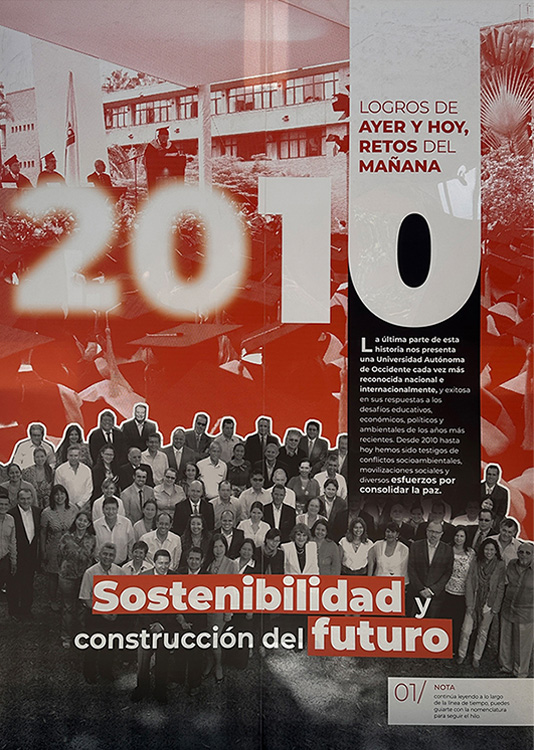 LOGROS DE
AYER Y HOY,
RETOS DEL
MAÑANA
2010
La última parte de esta
historia nos presenta
una Universidad Autónoma
de Occidente cada vez más
reconocida nacional e
internacionalmente, y exitosa
en sus respuestas a los
desafíos educativos,
económicos, políticos y
ambientales de los años más
recientes. Desde 2010 hasta
hoy hemos sido testigos de
conflictos socioambientales,
movilizaciones sociales y
diversos esfuerzos por
consolidar la paz.
Sostenibilidad y
construcción del futuro
01/ NOTA
continúa leyendo a lo largo
de la línea de tiempo, puedes
guiarte con la nomenclatura
para seguir el hilo.